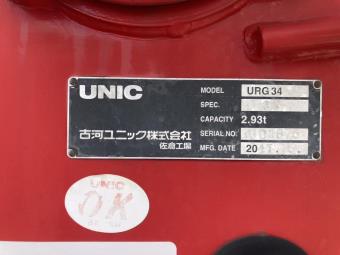 UNIC
MODEL URG34
SPEC.
CAPACITY 2.93t
古河ユニック株式会社
佐倉工場
SERIAL NO.
MFG. DATE 20
UNIC
OK